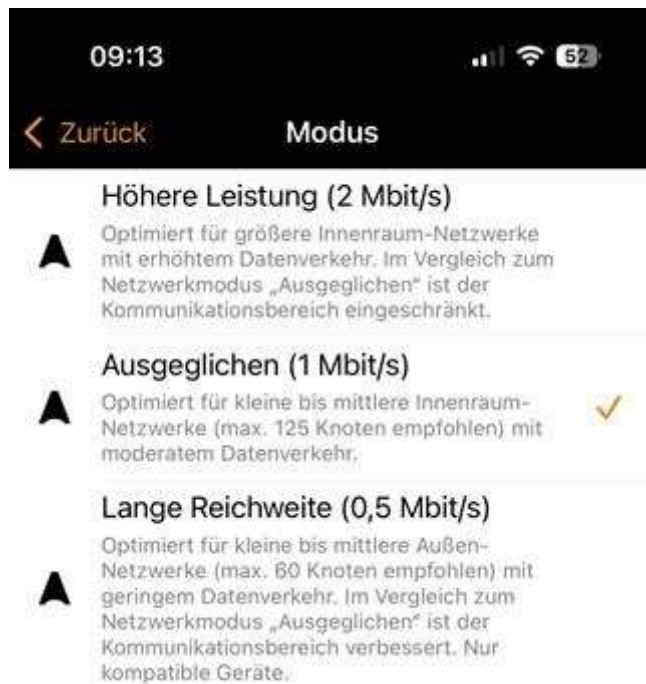 09:13
52
Zurück
Modus
Höhere Leistung (2 Mbit/s)
Optimiert für größere Innenraum-Netzwerke
mit erhöhtem Datenverkehr. Im Vergleich zum
Netzwerkmodus „Ausgeglichen“ ist der
Kommunikationsbereich eingeschränkt.
Ausgeglichen (1 Mbit/s)
Optimiert für kleine bis mittlere Innenraum-
Netzwerke (max. 125 Knoten empfohlen) mit
moderatem Datenverkehr.
Lange Reichweite (0,5 Mbit/s)
Optimiert für kleine bis mittlere Außen-
Netzwerke (max. 60 Knoten empfohlen) mit
geringem Datenverkehr. Im Vergleich zum
Netzwerkmodus „Ausgeglichen“ ist der
Kommunikationsbereich verbessert. Nur
kompatible Geräte.